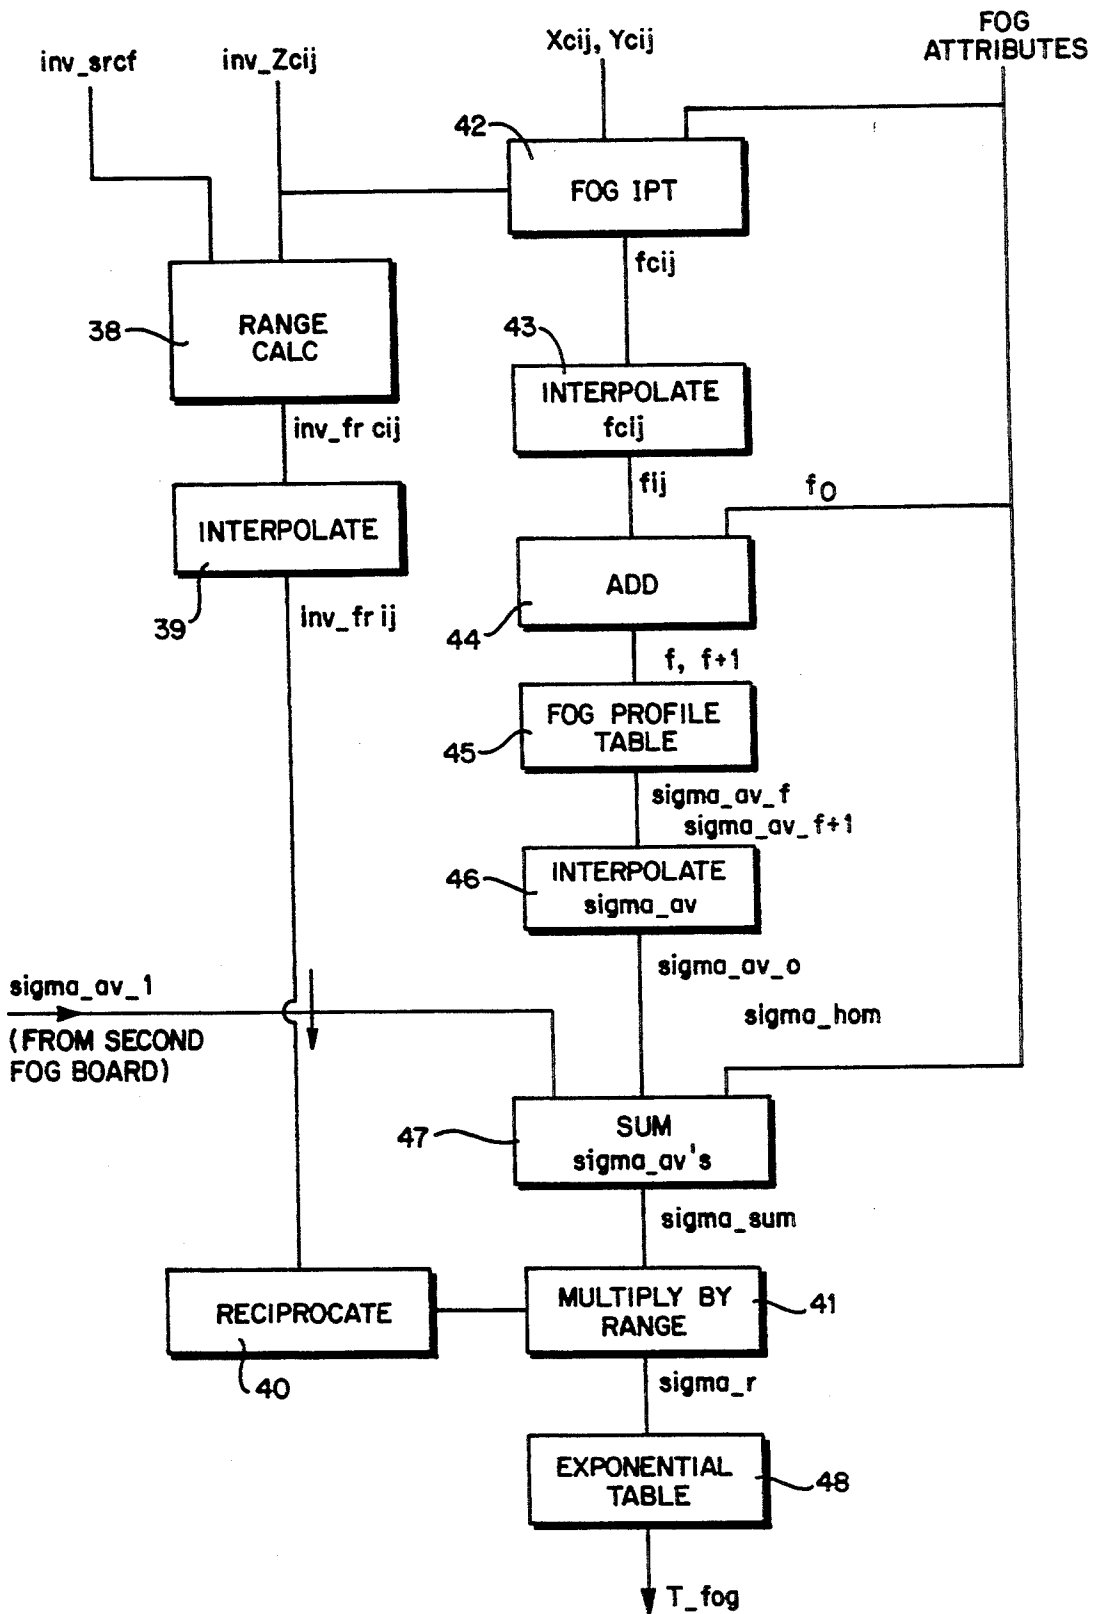 FOG
ATTRIBUTES
inv_srcf
inv_Zcij
Xcij, Ycij
42
FOG IPT
fcij
38
RANGE
CALC
43
INTERPOLATE
fcij
inv_fr cij
fij
fO
39
INTERPOLATE
inv_fr ij
44
ADD
f, f+1
45
FOG PROFILE
TABLE
sigma_av_f
sigma_av_f+1
46
INTERPOLATE
sigma_av
sigma_av_o
sigma_av_1
(FROM SECOND
FOG BOARD)
sigma_hom
47
SUM
sigma_av's
sigma_sum
RECIPROCATE
40
MULTIPLY BY
RANGE
41
sigma_r
EXPONENTIAL
TABLE
48
T_fog